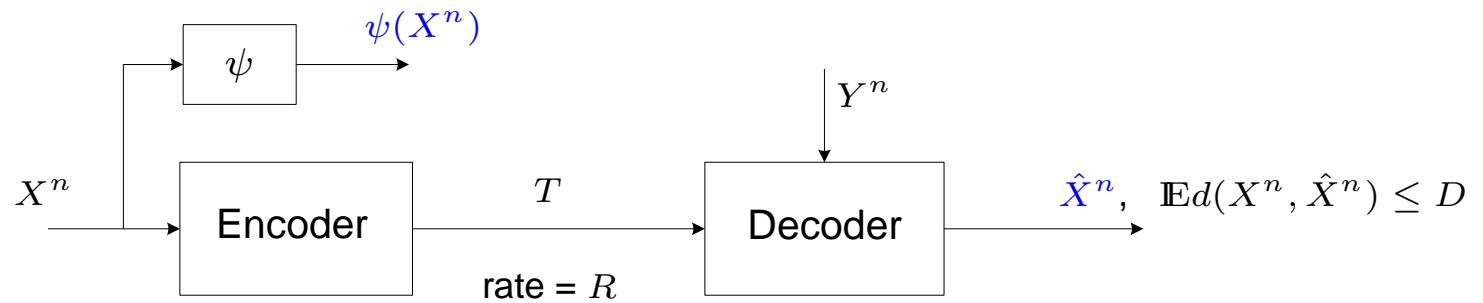 ψ(X^n)
ψ
Y^n
X^n
Encoder
T
Decoder
X̂^n, 𝔼d(X^n, X̂^n) ≤ D
rate = R